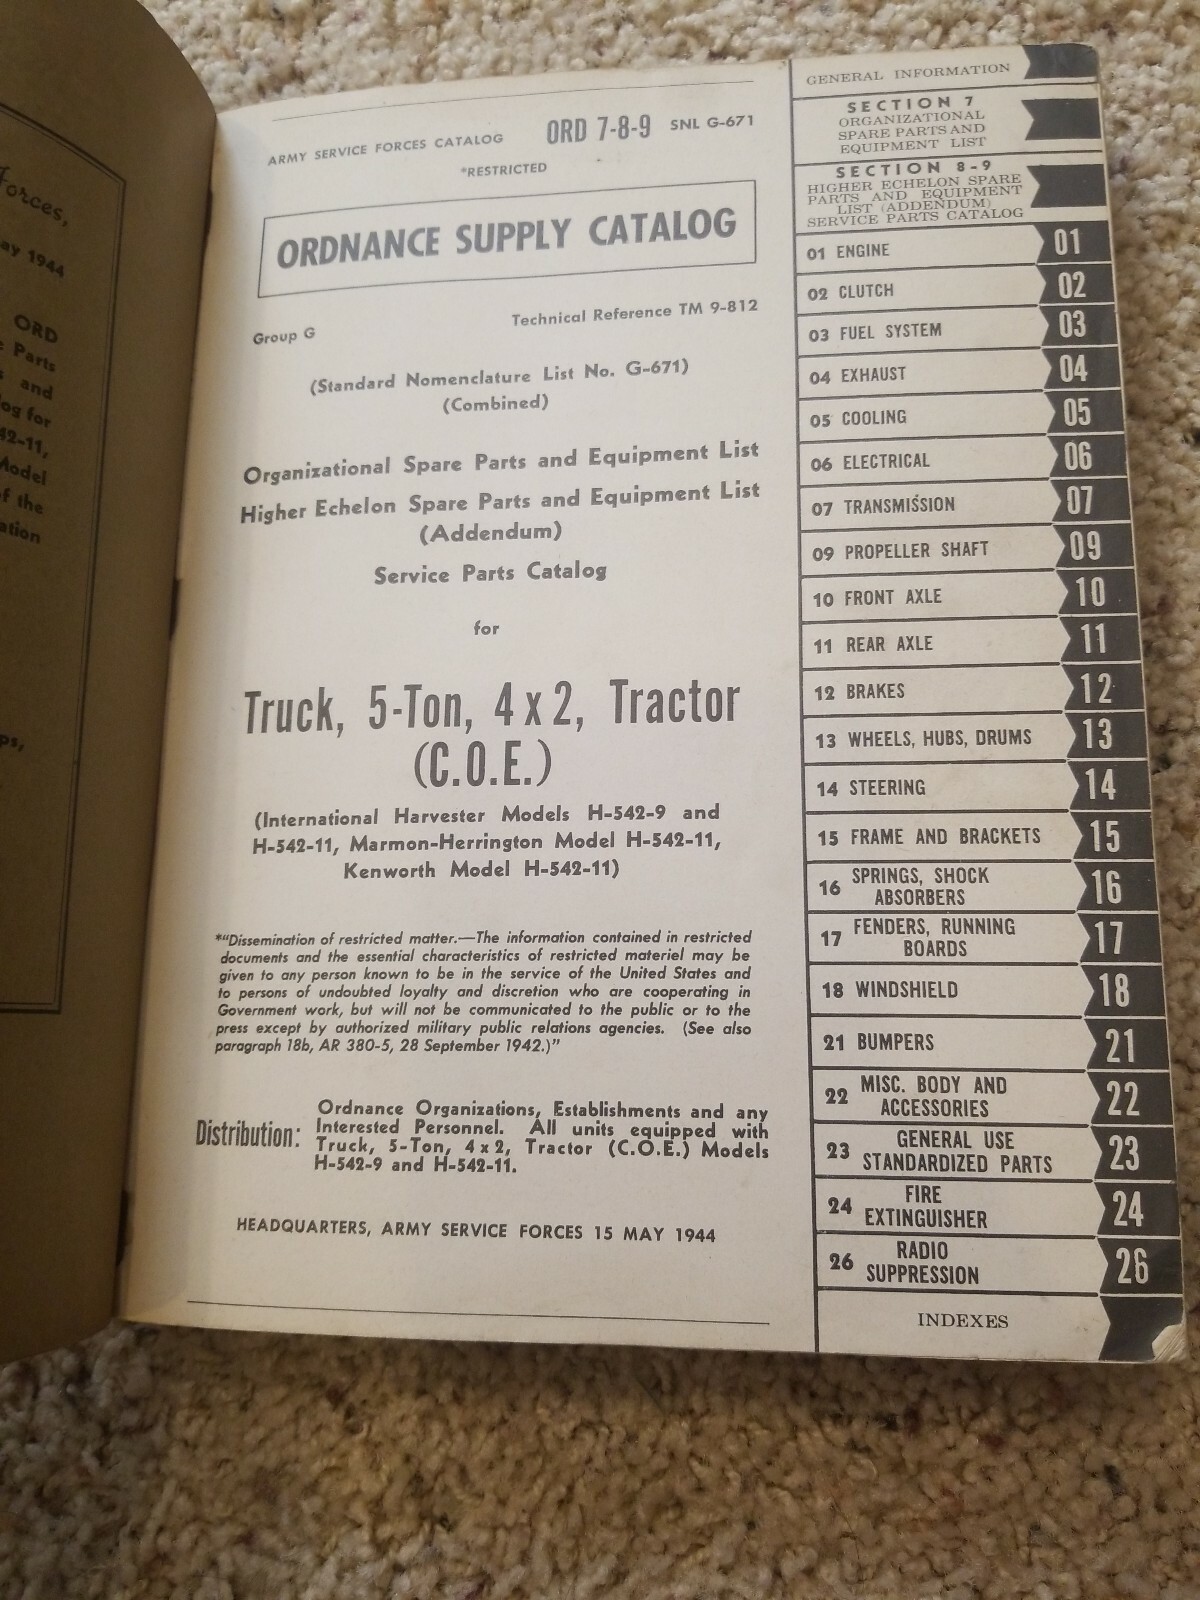 Forces,
ay 1944
ORD
Parts
and
og for
42-11,
Model
f the
ation
ps,
ARMY SERVICE FORCES CATALOG ORD 7-8-9 SNL G-671
*RESTRICTED
ORDNANCE SUPPLY CATALOG
Group G Technical Reference TM 9-812
(Standard Nomenclature List No. G-671)
(Combined)
Organizational Spare Parts and Equipment List
Higher Echelon Spare Parts and Equipment List
(Addendum)
Service Parts Catalog
for
Truck, 5-Ton, 4 x 2, Tractor
(C.O.E.)
(International Harvester Models H-542-9 and
H-542-11, Marmon-Herrington Model H-542-11,
Kenworth Model H-542-11)
*"Dissemination of restricted matter.—The information contained in restricted
documents and the essential characteristics of restricted materiel may be
given to any person known to be in the service of the United States and
to persons of undoubted loyalty and discretion who are cooperating in
Government work, but will not be communicated to the public or to the
press except by authorized military public relations agencies. (See also
paragraph 18b, AR 380-5, 28 September 1942.)"
Distribution: Ordnance Organizations, Establishments and any
Interested Personnel. All units equipped with
Truck, 5-Ton, 4x2, Tractor (C.O.E.) Models
H-542-9 and H-542-11.
HEADQUARTERS, ARMY SERVICE FORCES 15 MAY 1944
GENERAL INFORMATION
SECTION 7
ORGANIZATIONAL
SPARE PARTS AND
EQUIPMENT LIST
SECTION 8-9
HIGHER ECHELON SPARE
PARTS AND EQUIPMENT
LIST (ADDENDUM)
SERVICE PARTS CATALOG
01 ENGINE 01
02 CLUTCH 02
03 FUEL SYSTEM 03
04 EXHAUST 04
05 COOLING 05
06 ELECTRICAL 06
07 TRANSMISSION 07
09 PROPELLER SHAFT 09
10 FRONT AXLE 10
11 REAR AXLE 11
12 BRAKES 12
13 WHEELS, HUBS, DRUMS 13
14 STEERING 14
15 FRAME AND BRACKETS 15
16 SPRINGS, SHOCK
ABSORBERS 16
17 FENDERS, RUNNING
BOARDS 17
18 WINDSHIELD 18
21 BUMPERS 21
22 MISC. BODY AND
ACCESSORIES 22
23 GENERAL USE
STANDARDIZED PARTS 23
24 FIRE
EXTINGUISHER 24
26 RADIO
SUPPRESSION 26
INDEXES